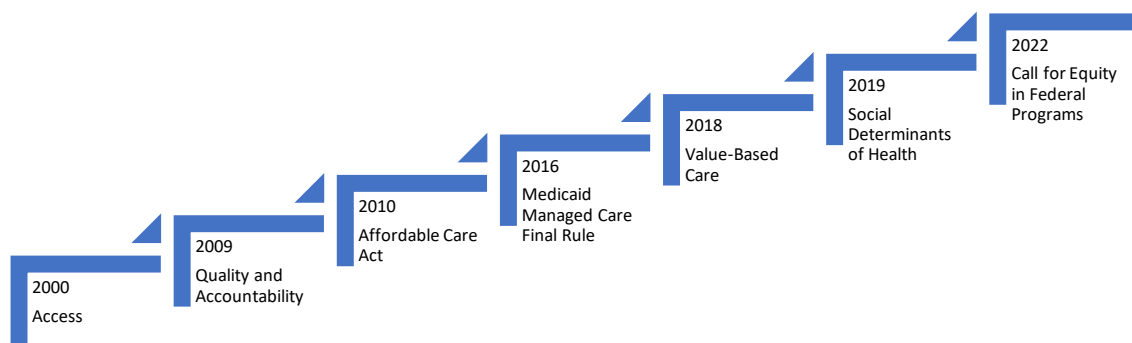 2000
Access
2009
Quality and
Accountability
2010
Affordable Care
Act
2016
Medicaid
Managed Care
Final Rule
2018
Value-Based
Care
2019
Social
Determinants
of Health
2022
Call for Equity
in Federal
Programs